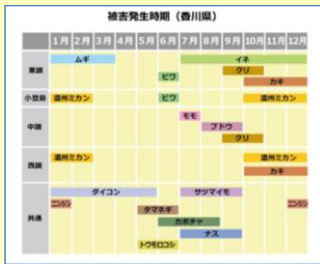 被害発生時期（香川県）
1月 2月 3月 4月 5月 6月 7月 8月 9月 10月 11月 12月
東讃
ムギ
イネ
ビワ
クリ
カキ
小豆島
温州ミカン
ビワ
温州ミカン
中讃
モモ
ブドウ
クリ
西讃
温州ミカン
温州ミカン
カキ
共通
ダイコン
サツマイモ
ニンジン
ニンジン
タマネギ
カボチャ
ナス
トウモロコシ